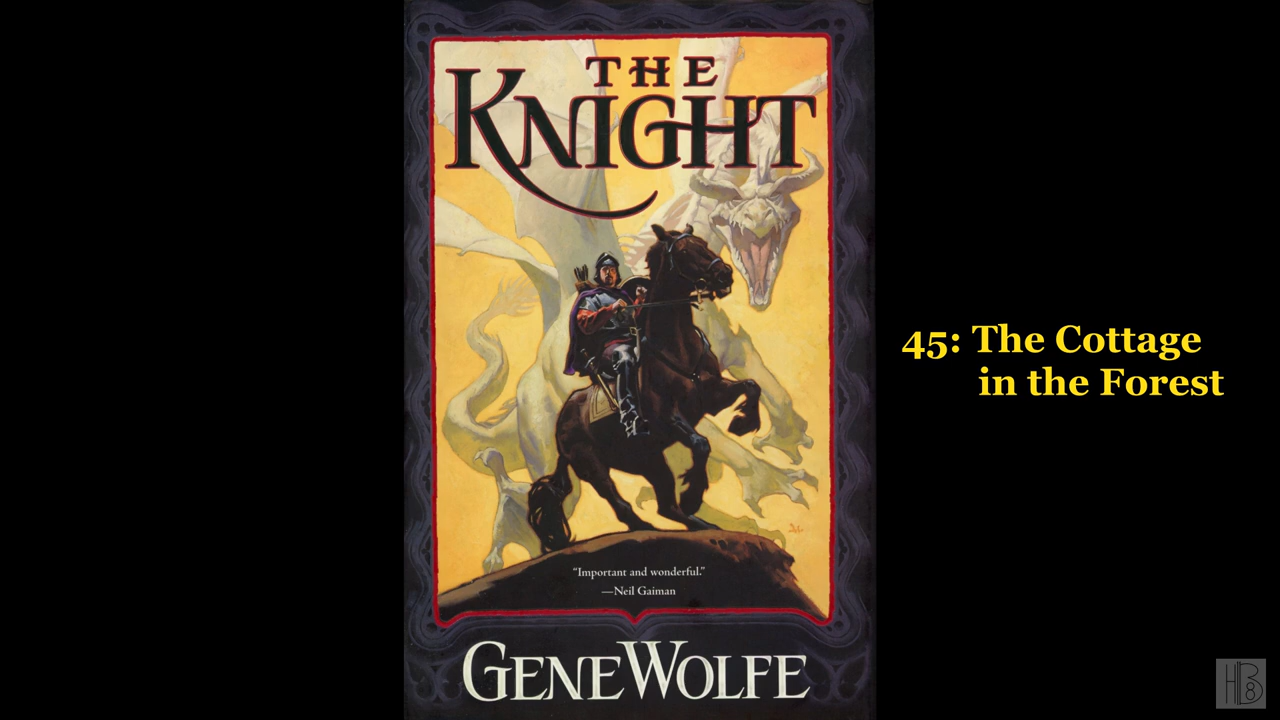 THE
KNIGHT
45: The Cottage
in the Forest
“Important and wonderful.”
—Neil Gaiman
GENE WOLFE